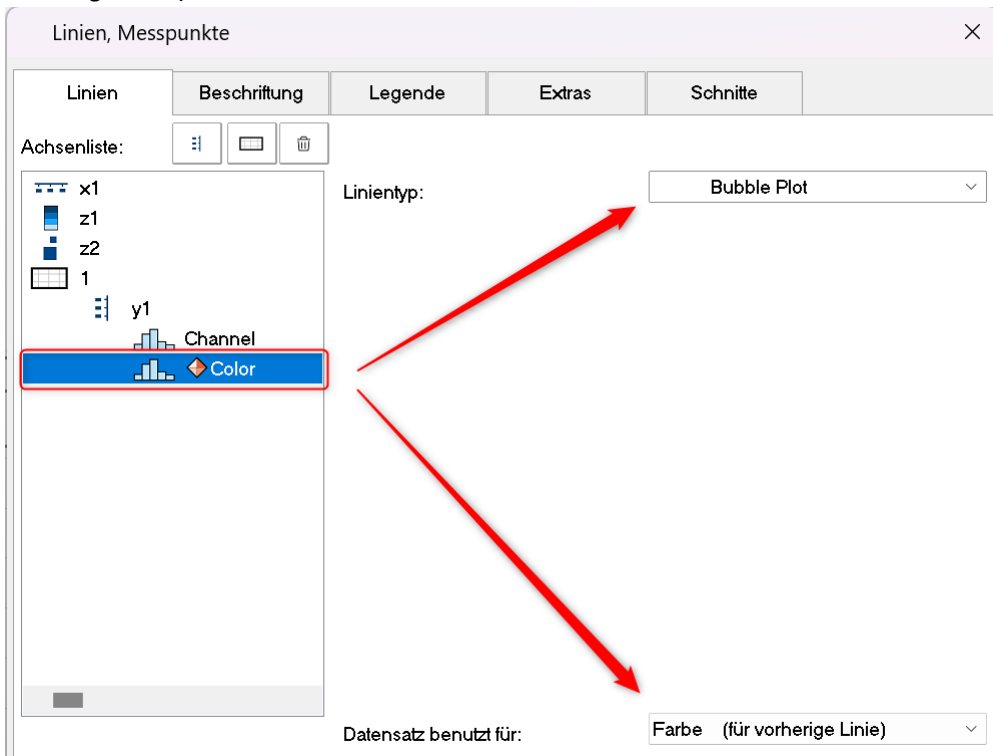 Linien, Messpunkte
Linien Beschriftung Legende Extras Schnitte
Achsenliste:
x1
z1
z2
1
y1
Channel
Color
Linientyp: Bubble Plot
Datensatz benutzt für: Farbe (für vorherige Linie)